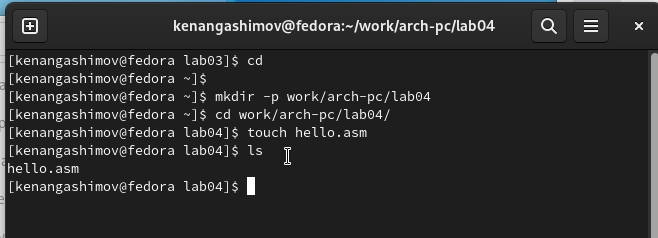 kenangashimov@fedora:~/work/arch-pc/lab04
[kenangashimov@fedora lab03]$ cd
[kenangashimov@fedora ~]$
[kenangashimov@fedora ~]$ mkdir -p work/arch-pc/lab04
[kenangashimov@fedora ~]$ cd work/arch-pc/lab04/
[kenangashimov@fedora lab04]$ touch hello.asm
[kenangashimov@fedora lab04]$ ls
hello.asm
[kenangashimov@fedora lab04]$